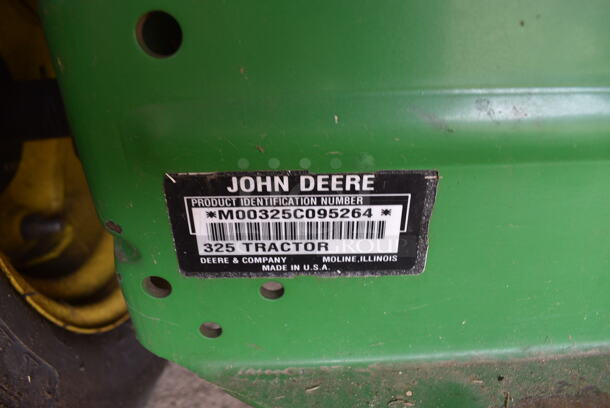 JOHN DEERE
PRODUCT IDENTIFICATION NUMBER
*M00325C095264*
325 TRACTOR
DEERE & COMPANY MOLINE,ILLINOIS
MADE IN U.S.A.